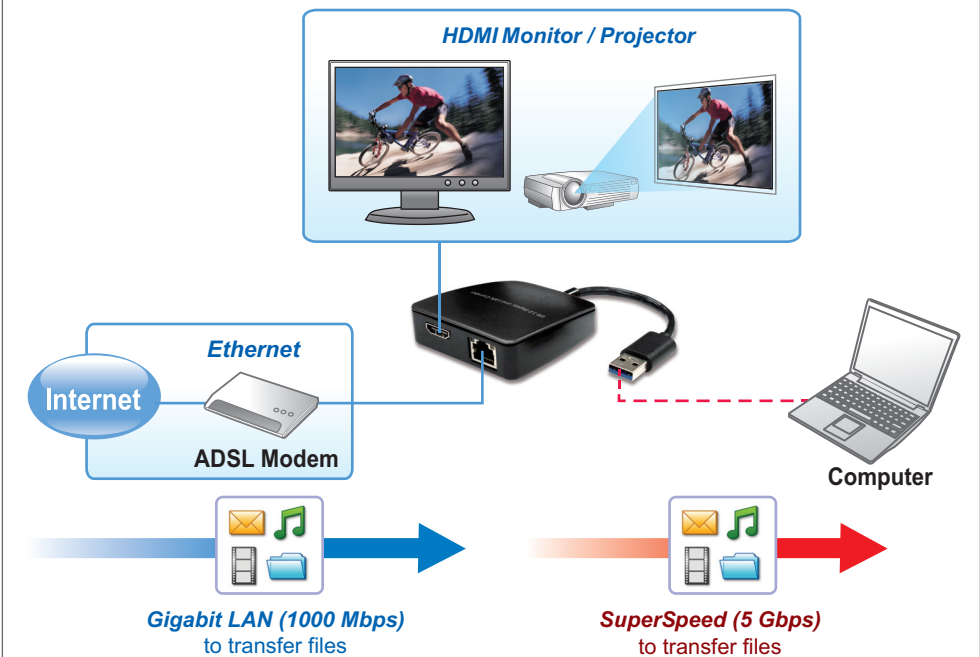 HDMI Monitor / Projector
Ethernet
Internet
ADSL Modem
Computer
Gigabit LAN (1000 Mbps)
to transfer files
SuperSpeed (5 Gbps)
to transfer files